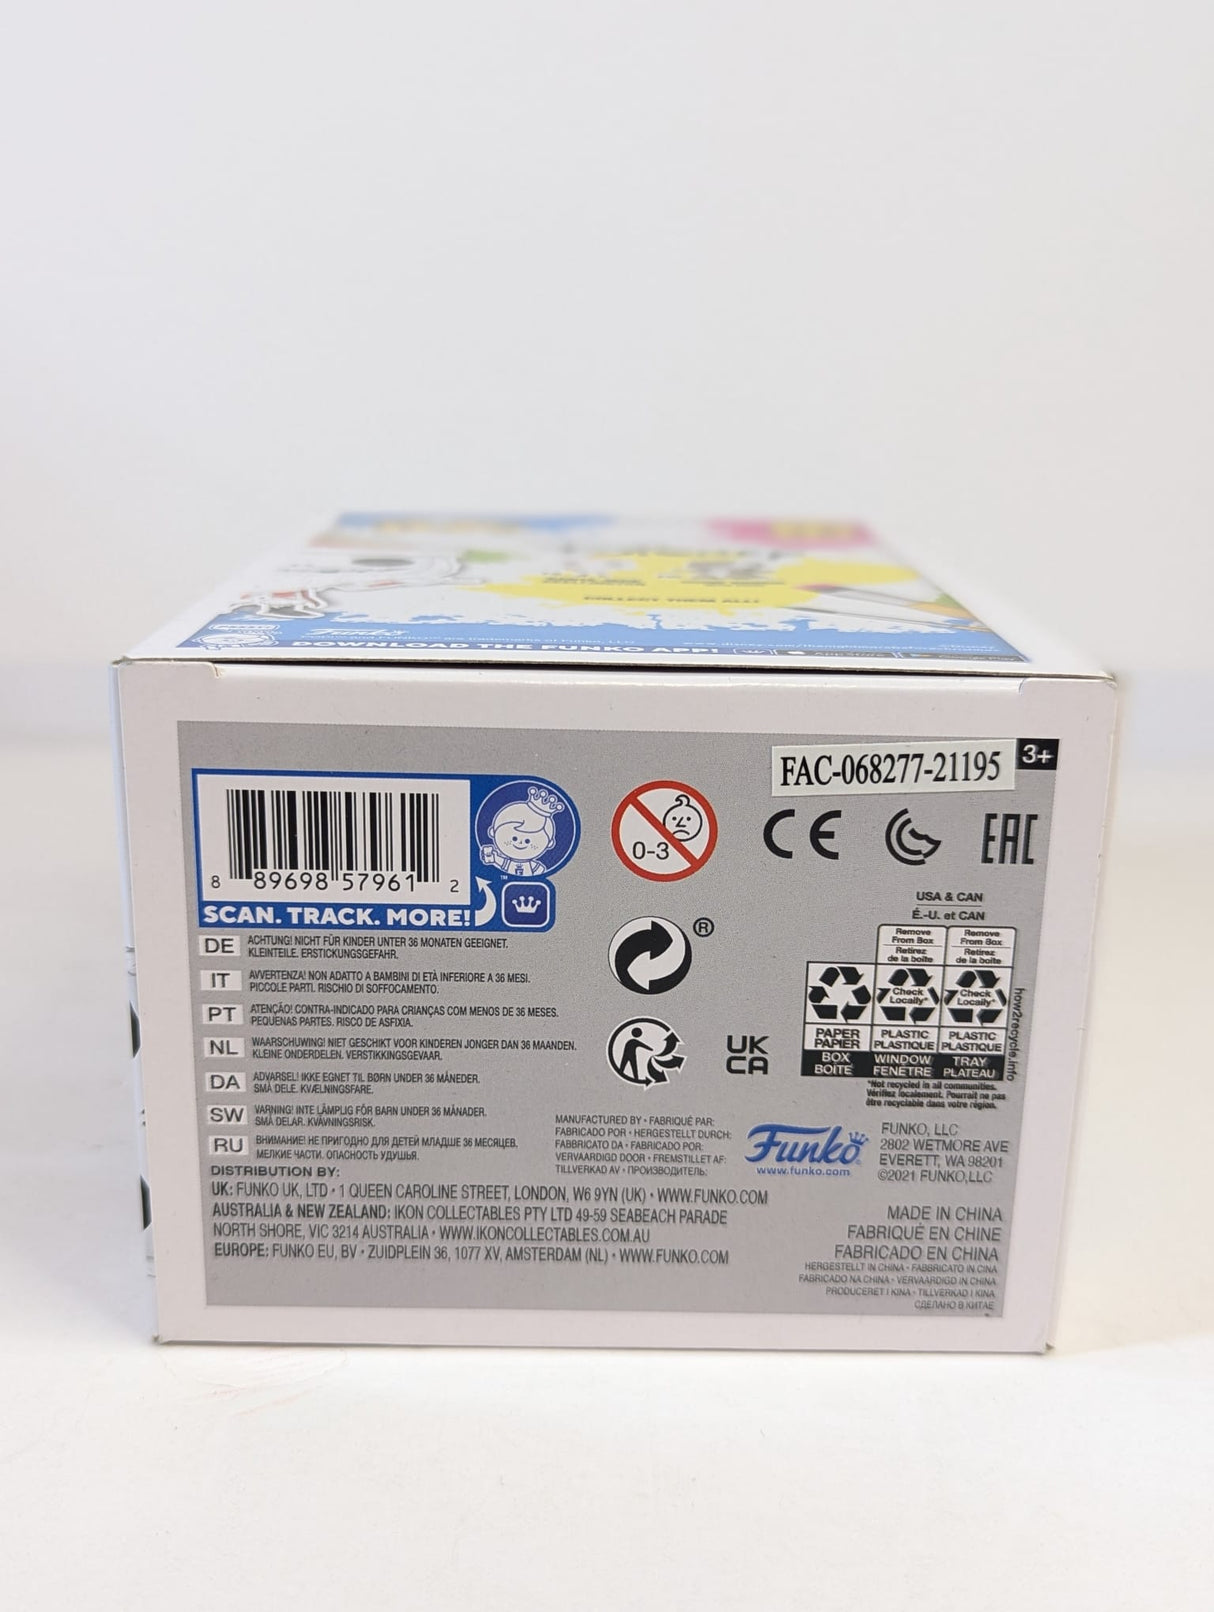 COLLECT THEM ALL!
Funko
DOWNLOAD THE FUNKO APP!
FAC-068277-21195
3+
8 89698 57961 2
SCAN. TRACK. MORE!
™
0-3
CE
EAC
®
UK
CA
USA & CAN
É.-U. et CAN
Remove From Box
Retirez de la boîte
Remove From Box
Retirez de la boîte
Check Locally*
Check Locally*
PAPER
PAPIER
BOX
BOÎTE
PLASTIC
PLASTIQUE
WINDOW
FENÊTRE
PLASTIC
PLASTIQUE
TRAY
PLATEAU
how2recycle.info
*Not recycled in all communities.
Vérifiez localement. Pourrait ne pas
être recyclable dans votre région.
DE ACHTUNG! NICHT FÜR KINDER UNTER 36 MONATEN GEEIGNET.
KLEINTEILE. ERSTICKUNGSGEFAHR.
IT AVVERTENZA! NON ADATTO A BAMBINI DI ETÀ INFERIORE A 36 MESI.
PICCOLE PARTI. RISCHIO DI SOFFOCAMENTO.
PT ATENÇÃO! CONTRA-INDICADO PARA CRIANÇAS COM MENOS DE 36 MESES.
PEQUENAS PARTES. RISCO DE ASFIXIA.
NL WAARSCHUWING! NIET GESCHIKT VOOR KINDEREN JONGER DAN 36 MAANDEN.
KLEINE ONDERDELEN. VERSTIKKINGSGEVAAR.
DA ADVARSEL! IKKE EGNET TIL BØRN UNDER 36 MÅNEDER.
SMÅ DELE. KVÆLNINGSFARE.
SW VARNING! INTE LÄMPLIG FÖR BARN UNDER 36 MÅNADER.
SMÅ DELAR. KVÄVNINGSRISK.
RU ВНИМАНИЕ! НЕ ПРИГОДНО ДЛЯ ДЕТЕЙ МЛАДШЕ 36 МЕСЯЦЕВ.
МЕЛКИЕ ЧАСТИ. ОПАСНОСТЬ УДУШЬЯ.
DISTRIBUTION BY:
UK: FUNKO UK, LTD • 1 QUEEN CAROLINE STREET, LONDON, W6 9YN (UK) • WWW.FUNKO.COM
AUSTRALIA & NEW ZEALAND: IKON COLLECTABLES PTY LTD 49-59 SEABEACH PARADE
NORTH SHORE, VIC 3214 AUSTRALIA • WWW.IKONCOLLECTABLES.COM.AU
EUROPE: FUNKO EU, BV • ZUIDPLEIN 36, 1077 XV, AMSTERDAM (NL) • WWW.FUNKO.COM
MANUFACTURED BY • FABRIQUÉ PAR:
FABRICADO POR • HERGESTELLT DURCH:
FABBRICATO DA • FABRICADO POR:
VERVAARDIGD DOOR • FREMSTILLET AF:
TILLVERKAD AV • ПРОИЗВОДИТЕЛЬ:
Funko
www.funko.com
FUNKO, LLC
2802 WETMORE AVE
EVERETT, WA 98201
©2021 FUNKO,LLC
MADE IN CHINA
FABRIQUÉ EN CHINE
FABRICADO EN CHINA
HERGESTELLT IN CHINA • FABBRICATO IN CINA
FABRICADO NA CHINA • VERVAARDIGD IN CHINA
PRODUCERET I KINA • TILLVERKAD I KINA
СДЕЛАНО В КИТАЕ